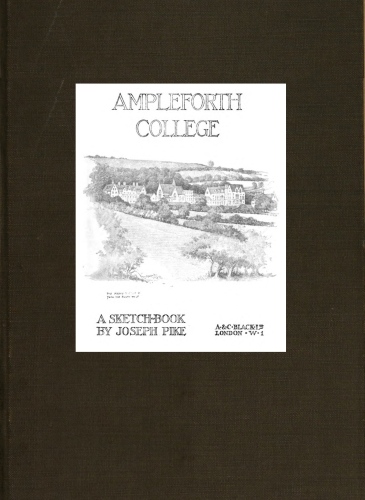 AMPLEFORTH
COLLEGE
A SKETCH-BOOK
BY JOSEPH PIKE
A·&·C·BLACK·LTD
LONDON·W·1